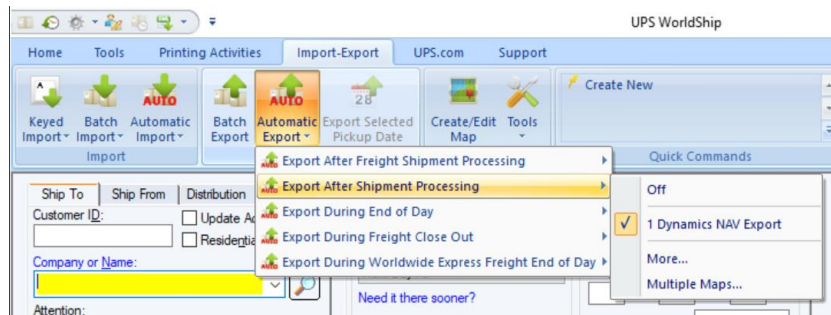 UPS WorldShip
Home Tools Printing Activities Import-Export UPS.com Support
Keyed Import
Batch Import
Automatic Import
Batch Export
Automatic Export
Export Selected Pickup Date
Create/Edit Map
Tools
Create New
Import
Quick Commands
Export After Freight Shipment Processing
Export After Shipment Processing
Export During End of Day
Export During Freight Close Out
Export During Worldwide Express Freight End of Day
Off
1 Dynamics NAV Export
More...
Multiple Maps...
Ship To Ship From Distribution
Customer ID:
Update
Company or Name:
Need it there sooner?
Attention: